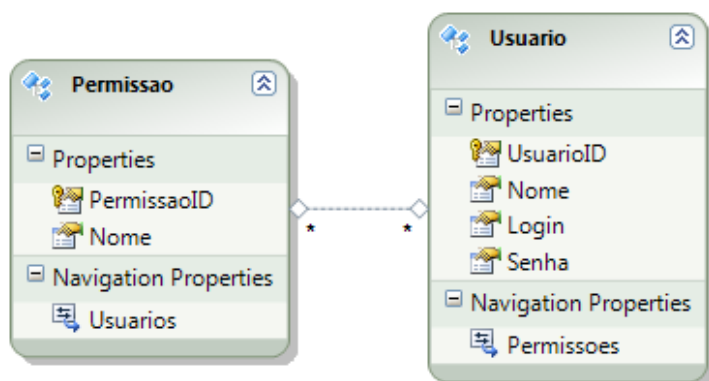 Permissao
Properties
PermissaoID
Nome
Navigation Properties
Usuarios
*
*
Usuario
Properties
UsuarioID
Nome
Login
Senha
Navigation Properties
Permissoes